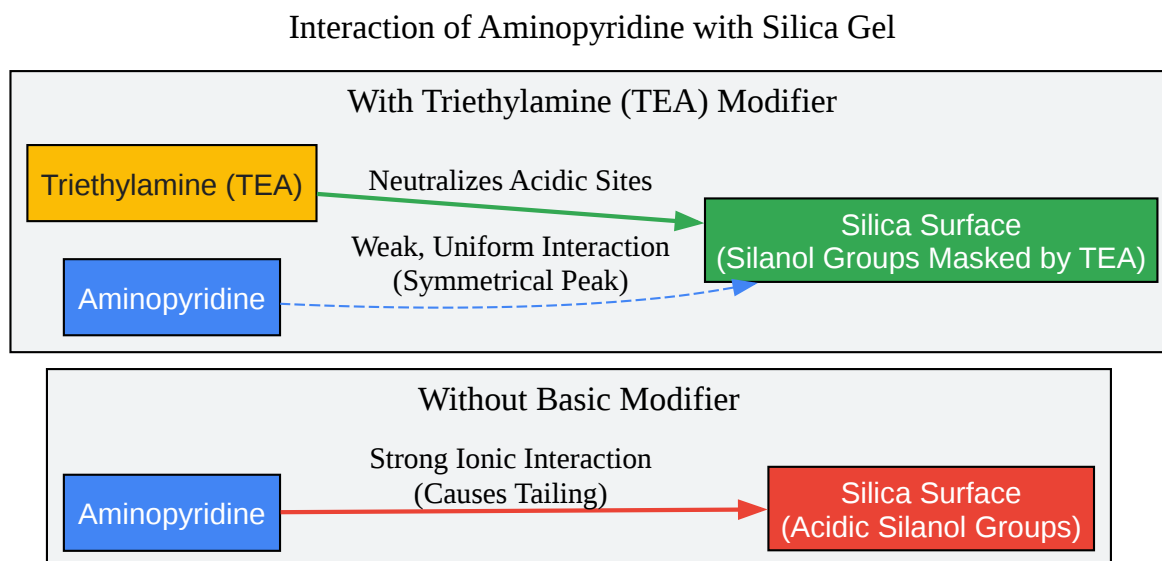 Interaction of Aminopyridine with Silica Gel
With Triethylamine (TEA) Modifier
Triethylamine (TEA)
Neutralizes Acidic Sites
Silica Surface
(Silanol Groups Masked by TEA)
Weak, Uniform Interaction
(Symmetrical Peak)
Aminopyridine
Without Basic Modifier
Strong Ionic Interaction
(Causes Tailing)
Aminopyridine
Silica Surface
(Acidic Silanol Groups)